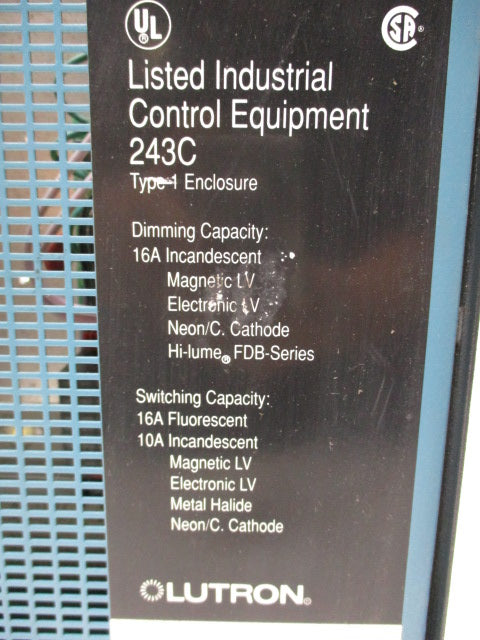 UL ®
SA ®
Listed Industrial
Control Equipment
243C
Type 1 Enclosure
Dimming Capacity:
16A Incandescent
Magnetic LV
Electronic LV
Neon/C. Cathode
Hi-lume® FDB-Series
Switching Capacity:
16A Fluorescent
10A Incandescent
Magnetic LV
Electronic LV
Metal Halide
Neon/C. Cathode
LUTRON®